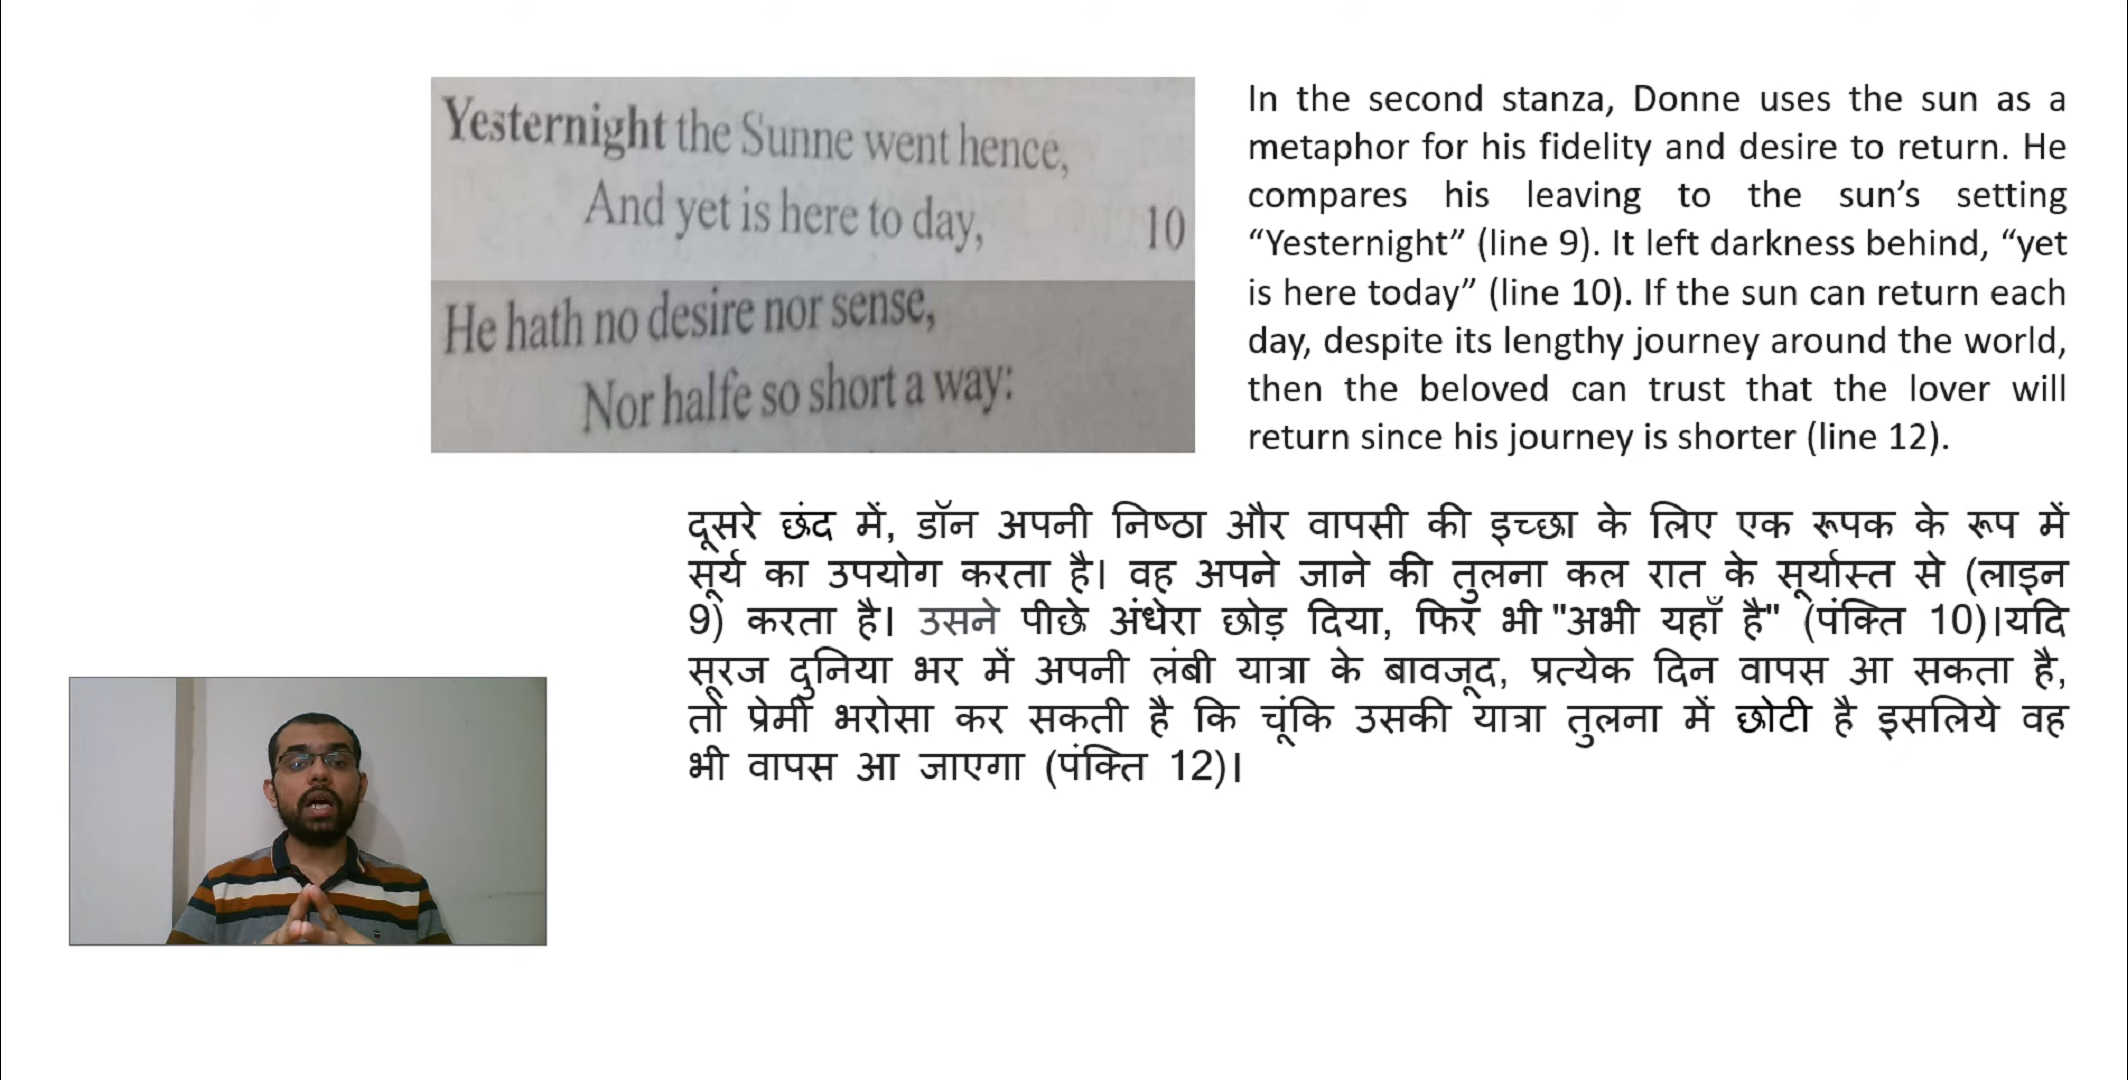 Yesternight the Sunne went hence,
And yet is here to day, 10
He hath no desire nor sense,
Nor halfe so short a way:
In the second stanza, Donne uses the sun as a
metaphor for his fidelity and desire to return. He
compares his leaving to the sun’s setting
“Yesternight” (line 9). It left darkness behind, “yet
is here today” (line 10). If the sun can return each
day, despite its lengthy journey around the world,
then the beloved can trust that the lover will
return since his journey is shorter (line 12).
दूसरे छंद में, डॉन अपनी निष्ठा और वापसी की इच्छा के लिए एक रूपक के रूप में
सूर्य का उपयोग करता है। वह अपने जाने की तुलना कल रात के सूर्यास्त से (लाइन
9) करता है। उसने पीछे अंधेरा छोड़ दिया, फिर भी "अभी यहाँ है" (पंक्ति 10)।यदि
सूरज दुनिया भर में अपनी लंबी यात्रा के बावजूद, प्रत्येक दिन वापस आ सकता है,
तो प्रेमी भरोसा कर सकती है कि चूंकि उसकी यात्रा तुलना में छोटी है इसलिये वह
भी वापस आ जाएगा (पंक्ति 12)।